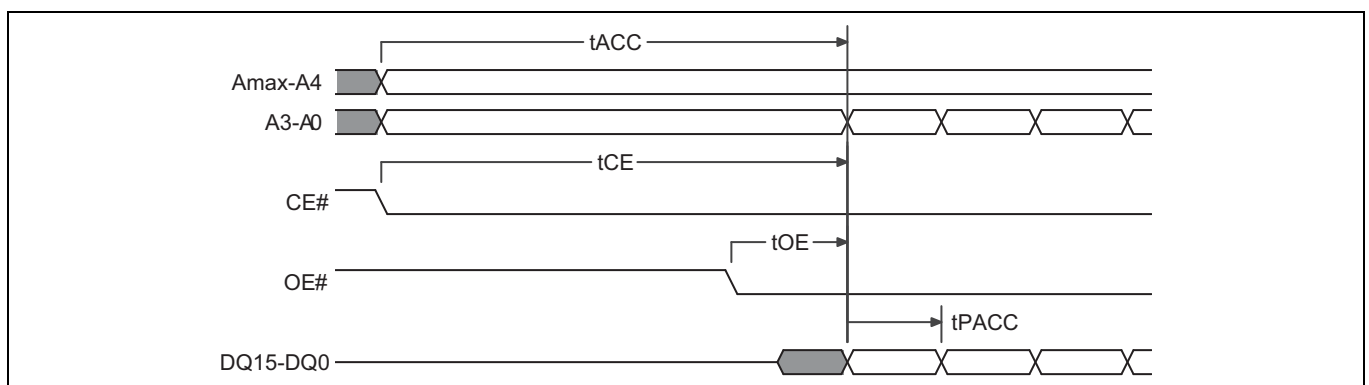 tACC
Amax-A4
A3-A0
tCE
CE#
tOE
OE#
tPACC
DQ15-DQ0